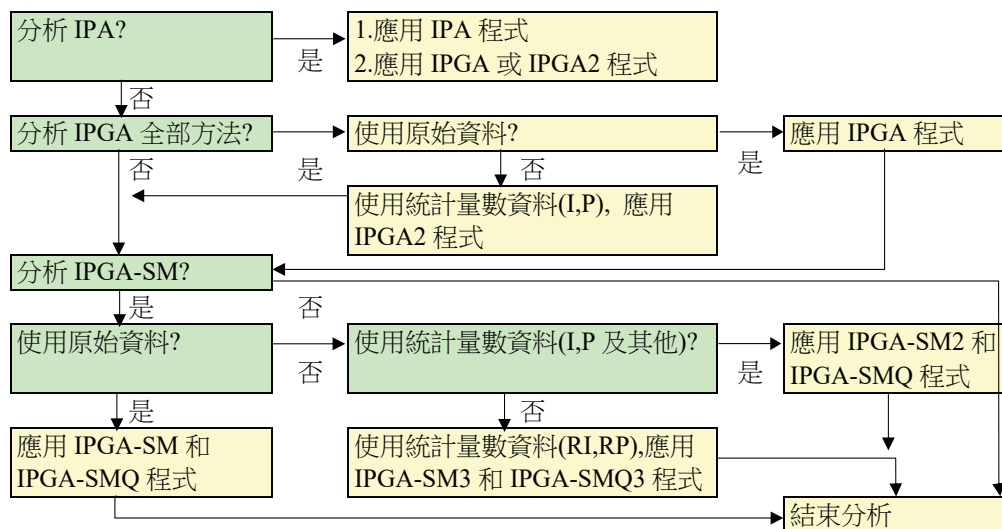 分析 IPA?
是
1.應用 IPA 程式
2.應用 IPGA 或 IPGA2 程式
否
分析 IPGA 全部方法?
是
使用原始資料?
是
應用 IPGA 程式
否
否
使用統計量數資料(I,P), 應用
IPGA2 程式
分析 IPGA-SM?
是
否
使用原始資料?
否
使用統計量數資料(I,P 及其他)?
是
應用 IPGA-SM2 和
IPGA-SMQ 程式
是
否
應用 IPGA-SM 和
IPGA-SMQ 程式
使用統計量數資料(RI,RP),應用
IPGA-SM3 和 IPGA-SMQ3 程式
結束分析